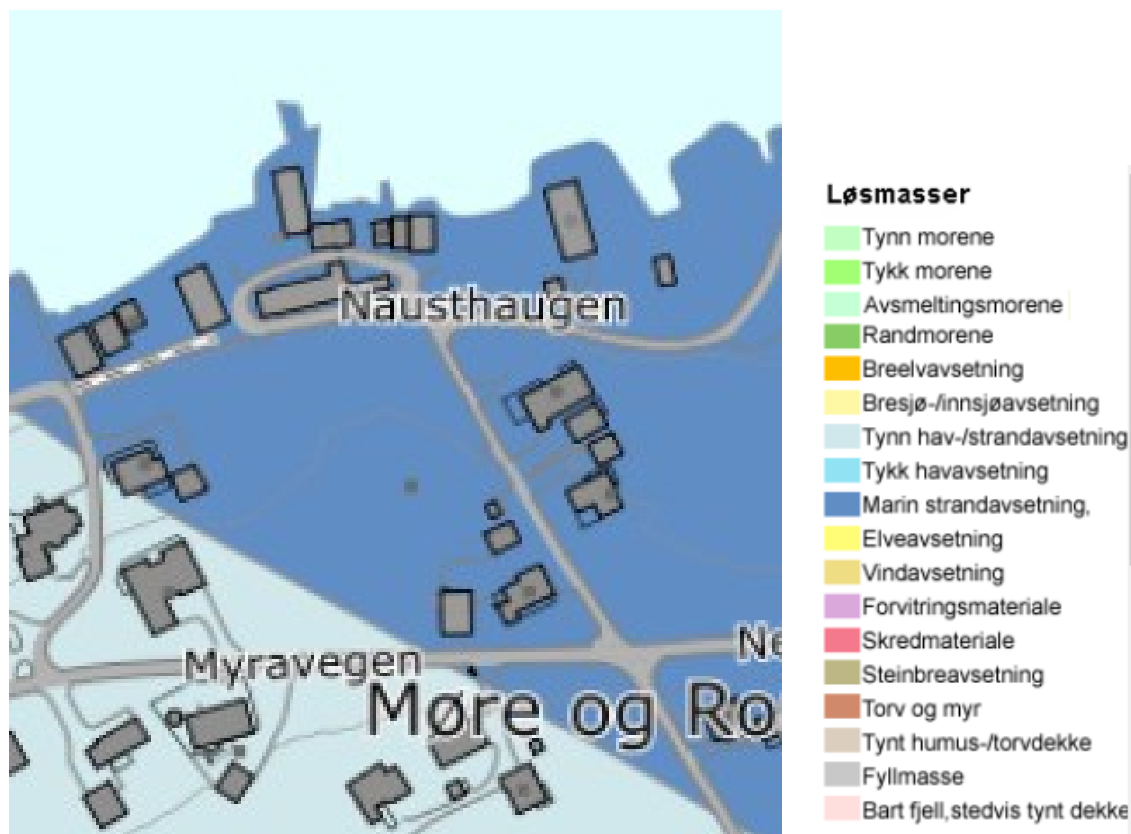 Nausthaugen
Myravegen
Møre og
Løsmasser
Tynn morene
Tykk morene
Avsmeltingsmorene
Randmorene
Breelvavsetning
Bresjø-/innsjøavsetning
Tynn hav-/strandavsetning
Tykk havavsetning
Marin strandavsetning,
Elveavsetning
Vindavsetning
Forvitringsmateriale
Skredmateriale
Steinbreavsetning
Torv og myr
Tynt humus-/torvdekke
Fyllmasse
Bart fjell,stedvis tynt dekke